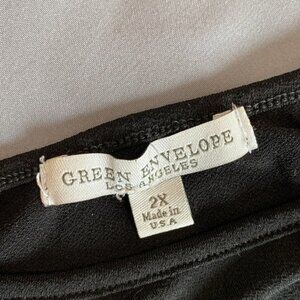 GREEN ENVELOPE
LOS ANGELES
2X
Made in
U.S.A